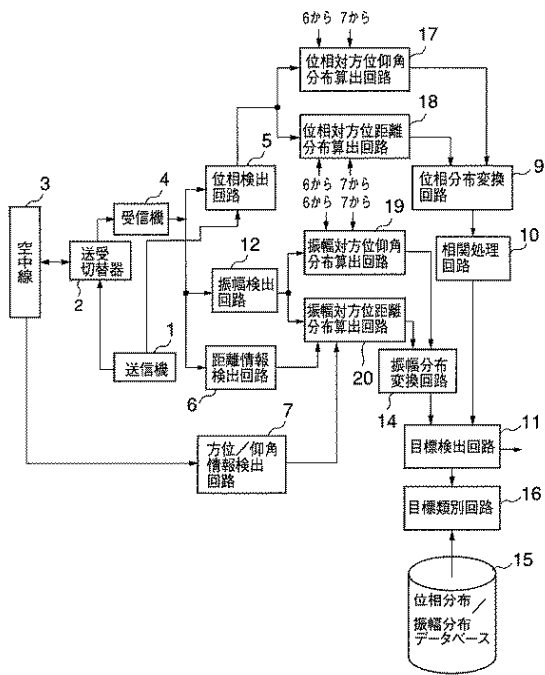 6から 7から
17
位相対方位仰角
分布算出回路
18
位相対方位距離
分布算出回路
5
位相検出
回路
3
空中線
4
受信機
6から 7から
6から 7から
9
位相分布変換
回路
19
振幅対方位仰角
分布算出回路
10
相関処理
回路
送受
切替器
2
12
振幅検出
回路
振幅対方位距離
分布算出回路
20
1
送信機
距離情報
検出回路
6
振幅分布
変換回路
14
7
方位/仰角
情報検出
回路
11
目標検出回路
16
目標類別回路
15
位相分布/
振幅分布
データベース